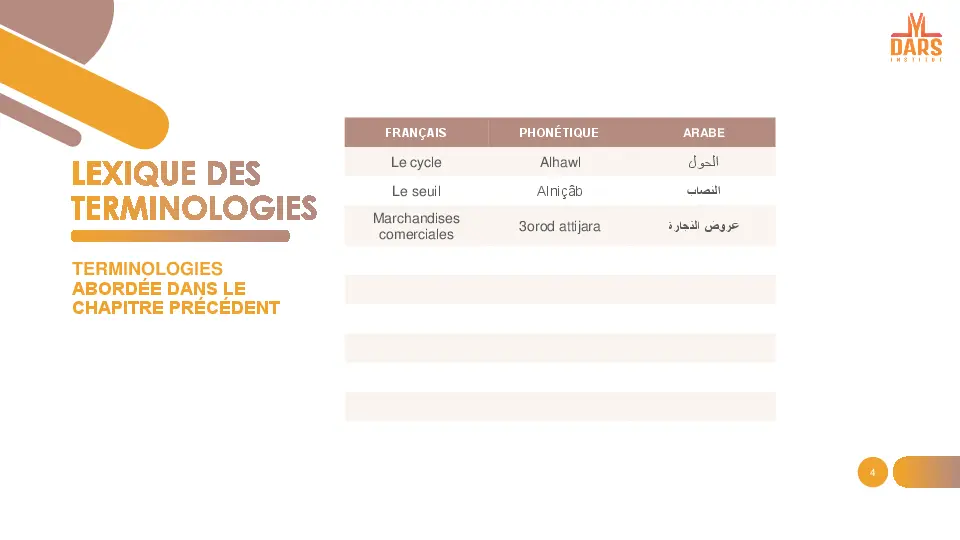 DARS
INSTITUT
LEXIQUE DES
TERMINOLOGIES
TERMINOLOGIES
ABORDÉE DANS LE
CHAPITRE PRÉCÉDENT
FRANÇAIS PHONÉTIQUE ARABE
Le cycle Alhawl الحول
Le seuil Alniçâb النصاب
Marchandises
comerciales 3orod attijara عروض التجارة
4